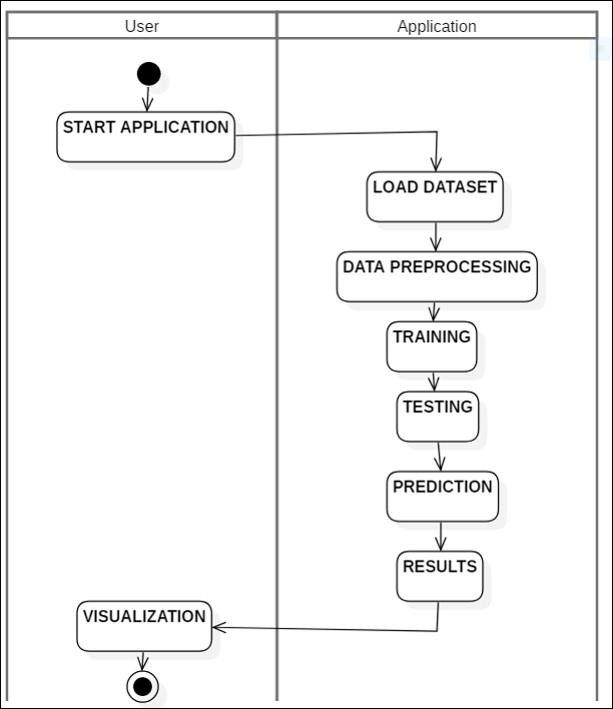 User
Application
START APPLICATION
LOAD DATASET
DATA PREPROCESSING
TRAINING
TESTING
PREDICTION
RESULTS
VISUALIZATION